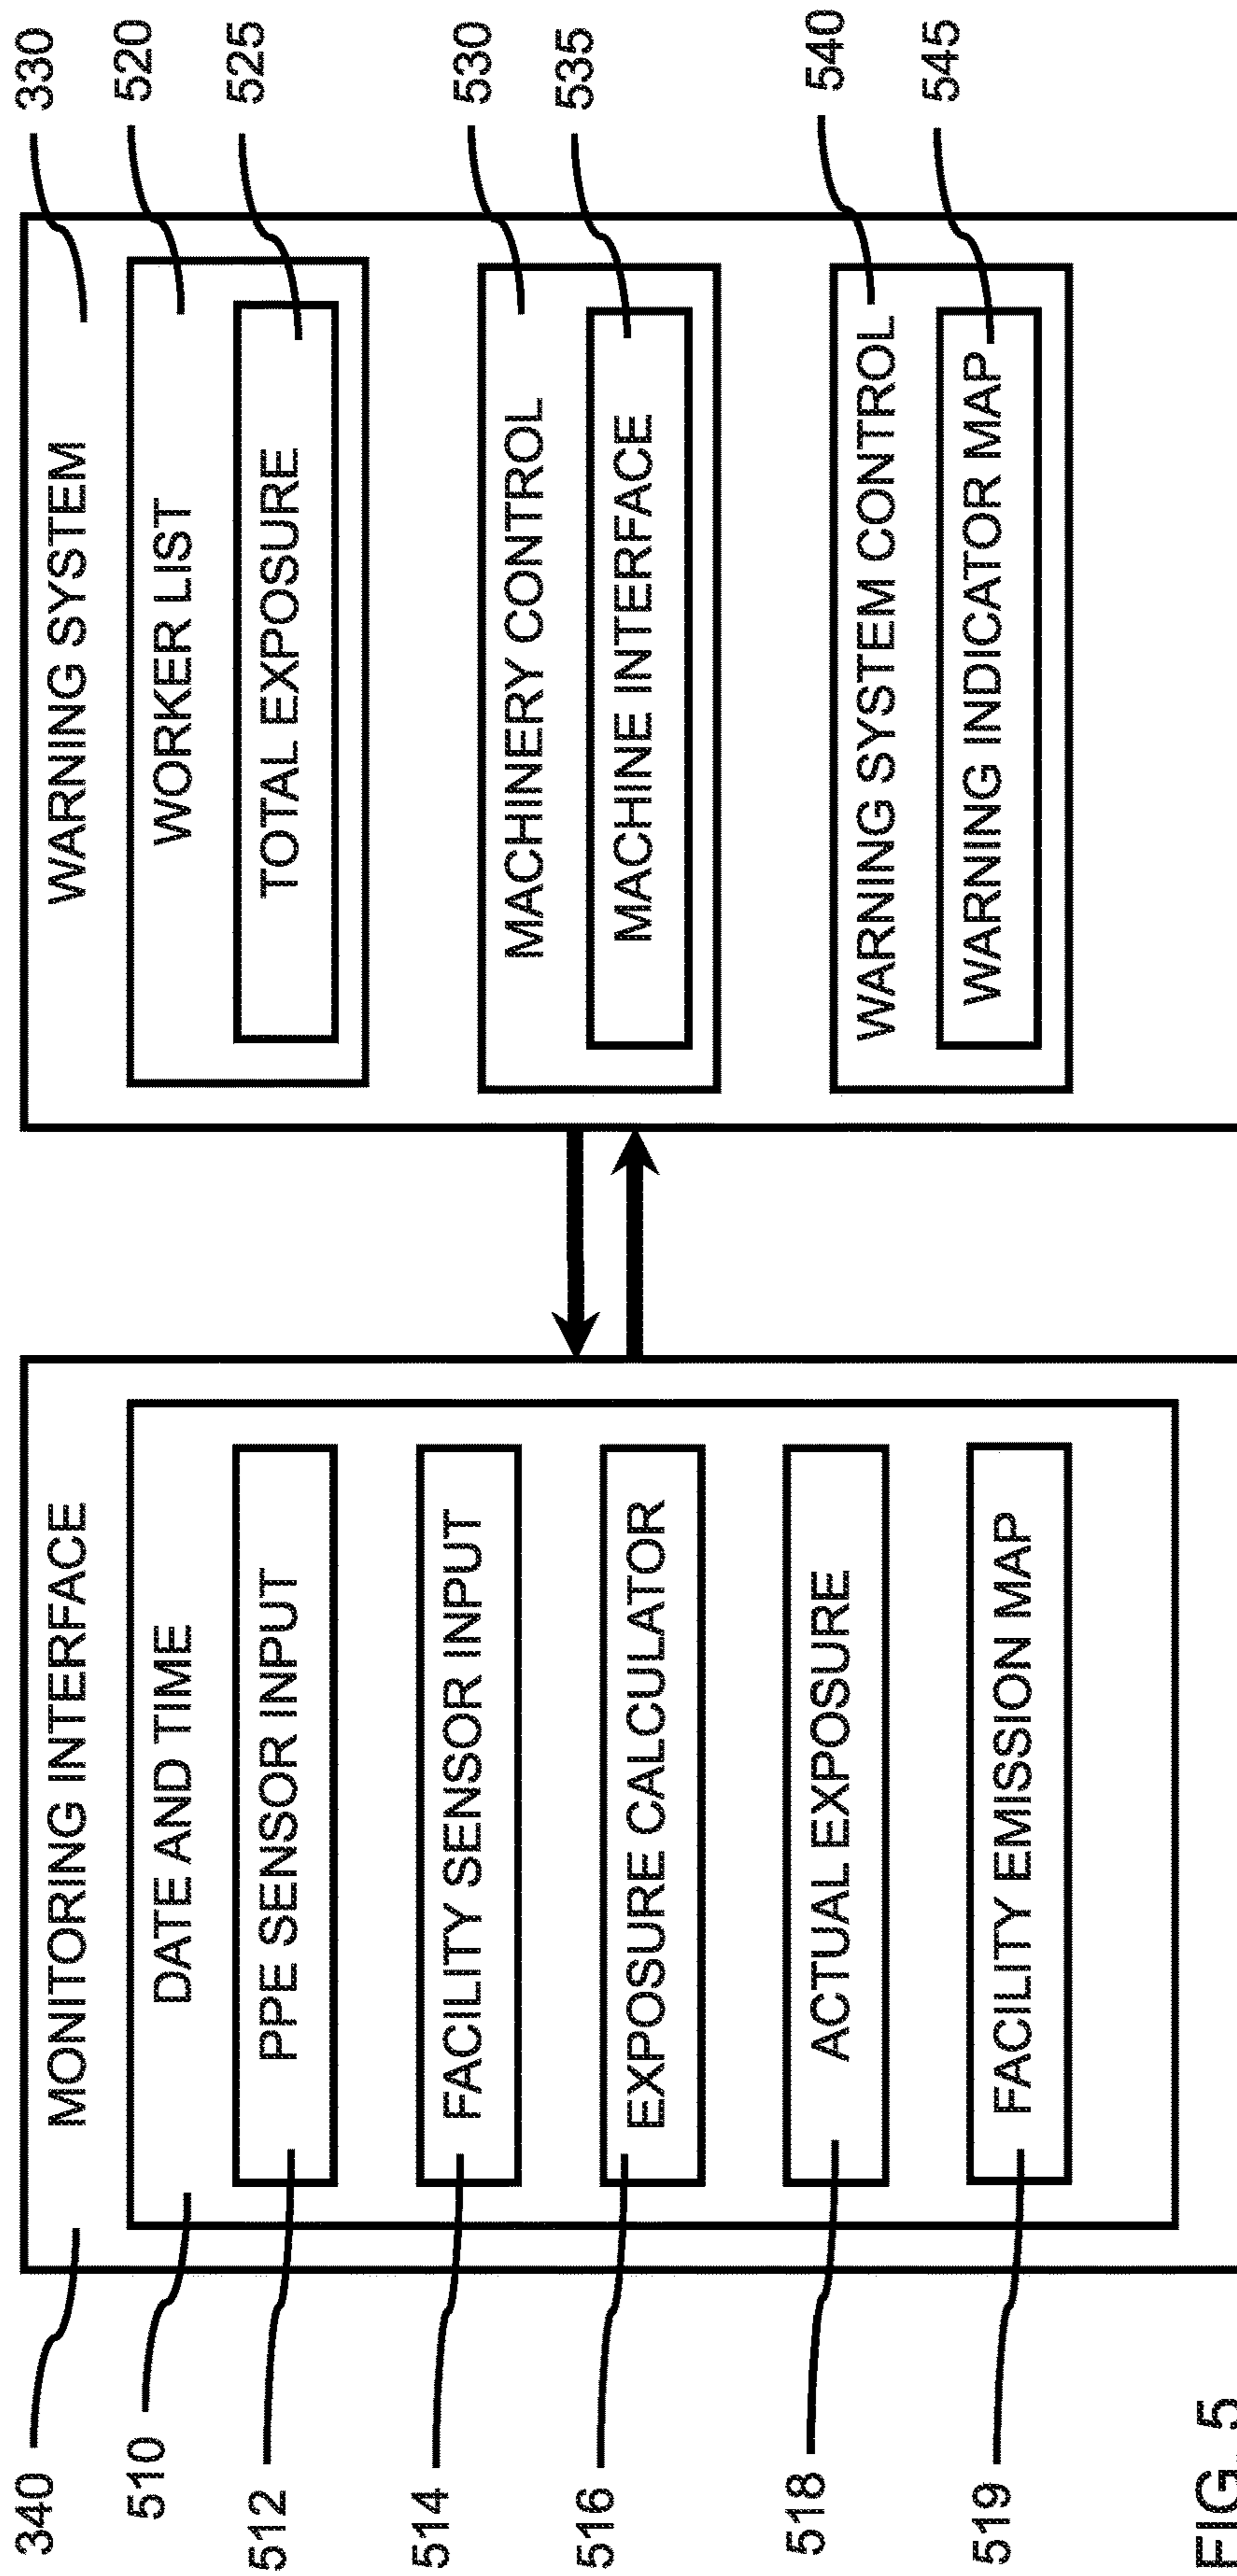 340
MONITORING INTERFACE
510
DATE AND TIME
512
PPE SENSOR INPUT
514
FACILITY SENSOR INPUT
516
EXPOSURE CALCULATOR
518
ACTUAL EXPOSURE
519
FACILITY EMISSION MAP
WARNING SYSTEM
330
WORKER LIST
520
TOTAL EXPOSURE
525
MACHINERY CONTROL
530
MACHINE INTERFACE
535
WARNING SYSTEM CONTROL
540
WARNING INDICATOR MAP
545
FIG. 5